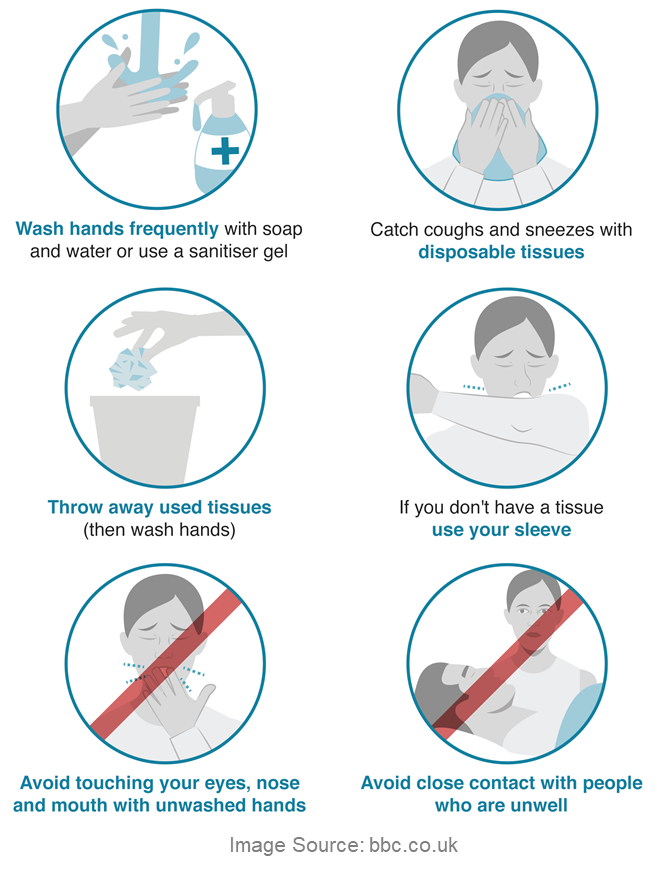 Wash hands frequently with soap
and water or use a sanitiser gel
Catch coughs and sneezes with
disposable tissues
Throw away used tissues
(then wash hands)
If you don't have a tissue
use your sleeve
Avoid touching your eyes, nose
and mouth with unwashed hands
Avoid close contact with people
who are unwell
Image Source: bbc.co.uk